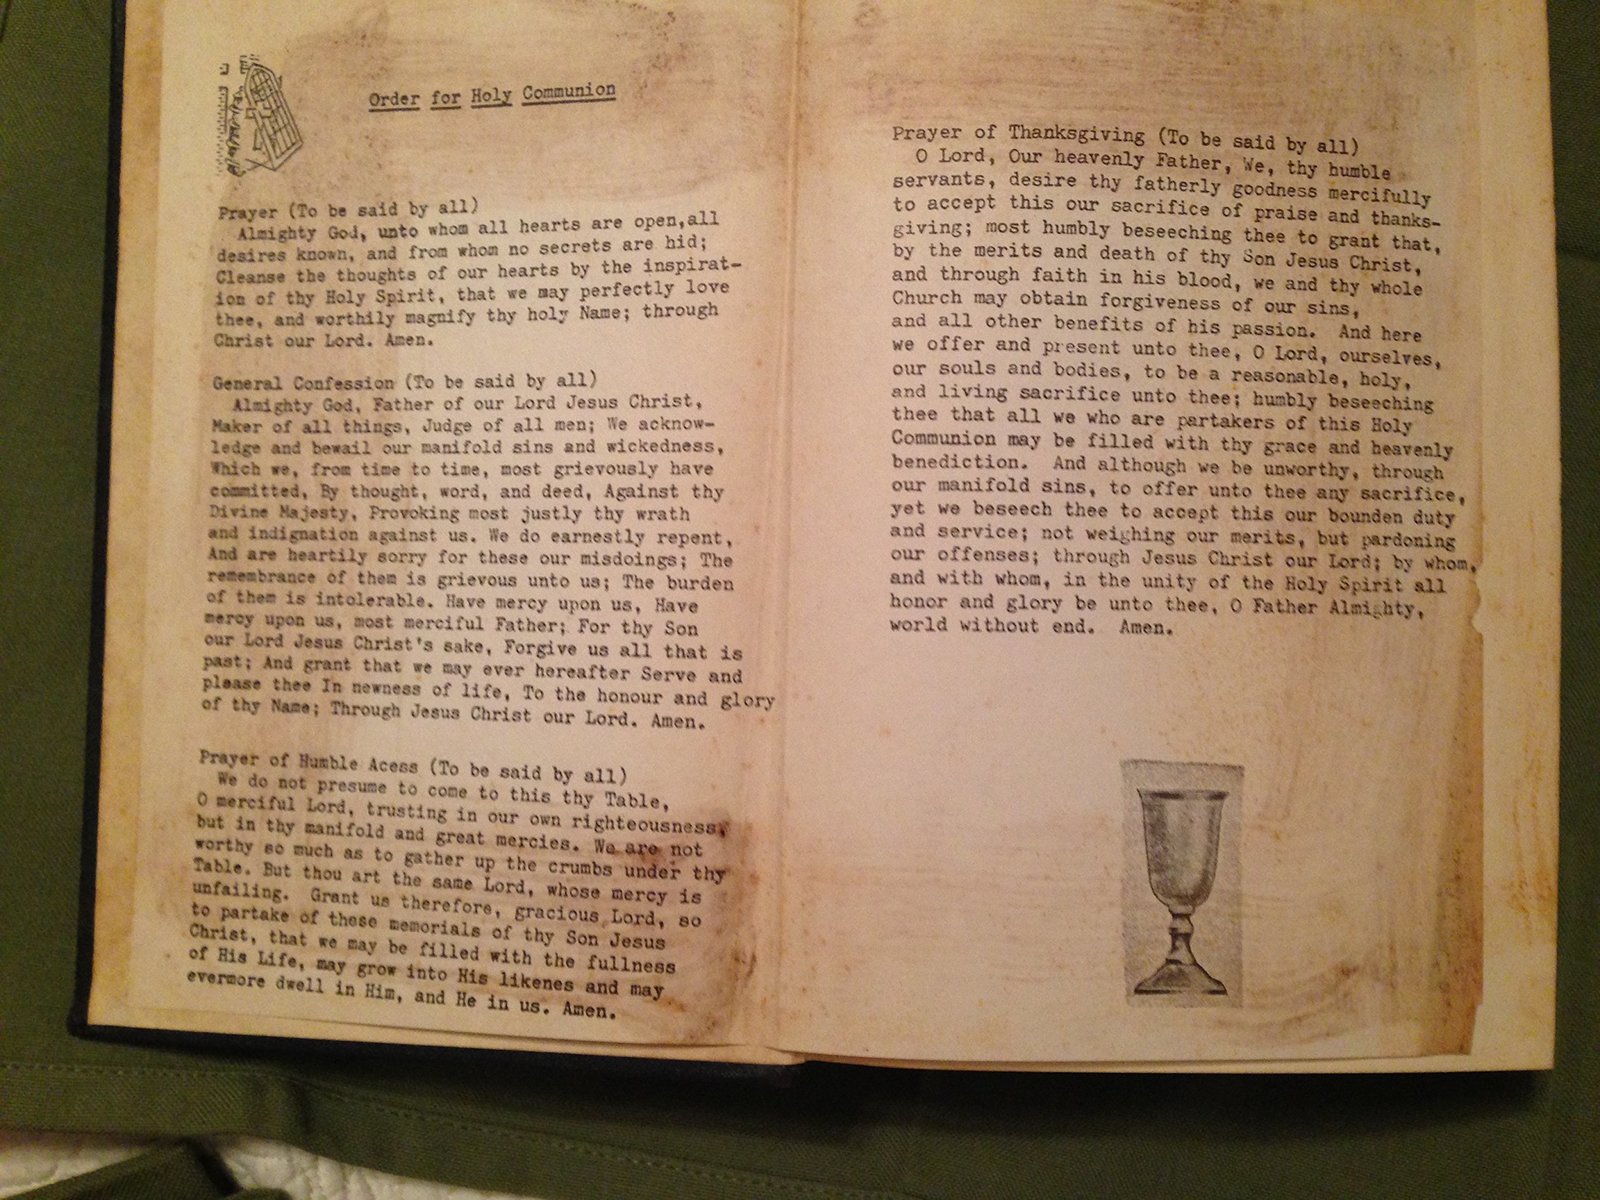 Order for Holy Communion
Prayer (To be said by all)
Almighty God, unto whom all hearts are open,all
desires known, and from whom no secrets are hid;
Cleanse the thoughts of our hearts by the inspirat-
ion of thy Holy Spirit, that we may perfectly love
thee, and worthily magnify thy holy Name; through
Christ our Lord. Amen.
General Confession (To be said by all)
Almighty God, Father of our Lord Jesus Christ,
Maker of all things, Judge of all men; We acknow-
ledge and bewail our manifold sins and wickedness,
Which we, from time to time, most grievously have
committed, By thought, word, and deed, Against thy
Divine Majesty, Provoking most justly thy wrath
and indignation against us. We do earnestly repent,
And are heartily sorry for these our misdoings; The
remembrance of them is grievous unto us; The burden
of them is intolerable. Have mercy upon us, Have
mercy upon us, most merciful Father; For thy Son
our Lord Jesus Christ's sake, Forgive us all that is
past; And grant that we may ever hereafter Serve and
please thee In newness of life, To the honour and glory
of thy Name; Through Jesus Christ our Lord. Amen.
Prayer of Humble Acess (To be said by all)
We do not presume to come to this thy Table,
O merciful Lord, trusting in our own righteousness,
but in thy manifold and great mercies. We are not
worthy so much as to gather up the crumbs under thy
Table. But thou art the same Lord, whose mercy is
unfailing. Grant us therefore, gracious Lord, so
to partake of these memorials of thy Son Jesus
Christ, that we may be filled with the fullness
of His Life, may grow into His likenes and may
evermore dwell in Him, and He in us. Amen.
Prayer of Thanksgiving (To be said by all)
O Lord, Our heavenly Father, We, thy humble
servants, desire thy fatherly goodness mercifully
to accept this our sacrifice of praise and thanks-
giving; most humbly beseeching thee to grant that,
by the merits and death of thy Son Jesus Christ,
and through faith in his blood, we and thy whole
Church may obtain forgiveness of our sins,
and all other benefits of his passion. And here
we offer and present unto thee, O Lord, ourselves,
our souls and bodies, to be a reasonable, holy,
and living sacrifice unto thee; humbly beseeching
thee that all we who are partakers of this Holy
Communion may be filled with thy grace and heavenly
benediction. And although we be unworthy, through
our manifold sins, to offer unto thee any sacrifice,
yet we beseech thee to accept this our bounden duty
and service; not weighing our merits, but pardoning
our offenses; through Jesus Christ our Lord; by whom,
and with whom, in the unity of the Holy Spirit all
honor and glory be unto thee, O Father Almighty,
world without end. Amen.